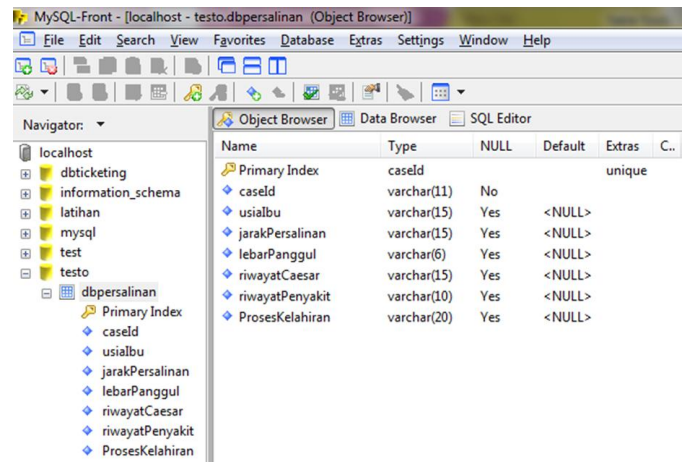 MySQL-Front - [localhost - testo.dbpersalinan (Object Browser)]
File Edit Search View Favorites Database Extras Settings Window Help
Navigator:
localhost
dbticketing
information_schema
latihan
mysql
test
testo
dbpersalinan
Primary Index
caseId
usiaIbu
jarakPersalinan
lebarPanggul
riwayatCaesar
riwayatPenyakit
ProsesKelahiran
Object Browser Data Browser SQL Editor
Name Type NULL Default Extras C..
Primary Index caseId unique
caseId varchar(11) No
usiaIbu varchar(15) Yes <NULL>
jarakPersalinan varchar(15) Yes <NULL>
lebarPanggul varchar(6) Yes <NULL>
riwayatCaesar varchar(15) Yes <NULL>
riwayatPenyakit varchar(10) Yes <NULL>
ProsesKelahiran varchar(20) Yes <NULL>